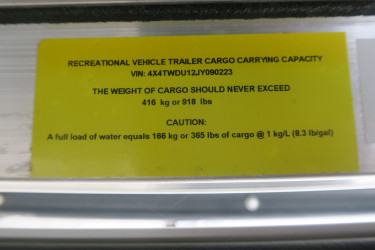 RECREATIONAL VEHICLE TRAILER CARGO CARRYING CAPACITY
VIN: 4X4TWDU12JY090223
THE WEIGHT OF CARGO SHOULD NEVER EXCEED
416 kg or 918 lbs
CAUTION:
A full load of water equals 166 kg or 365 lbs of cargo @ 1 kg/L (8.3 lb/gal)